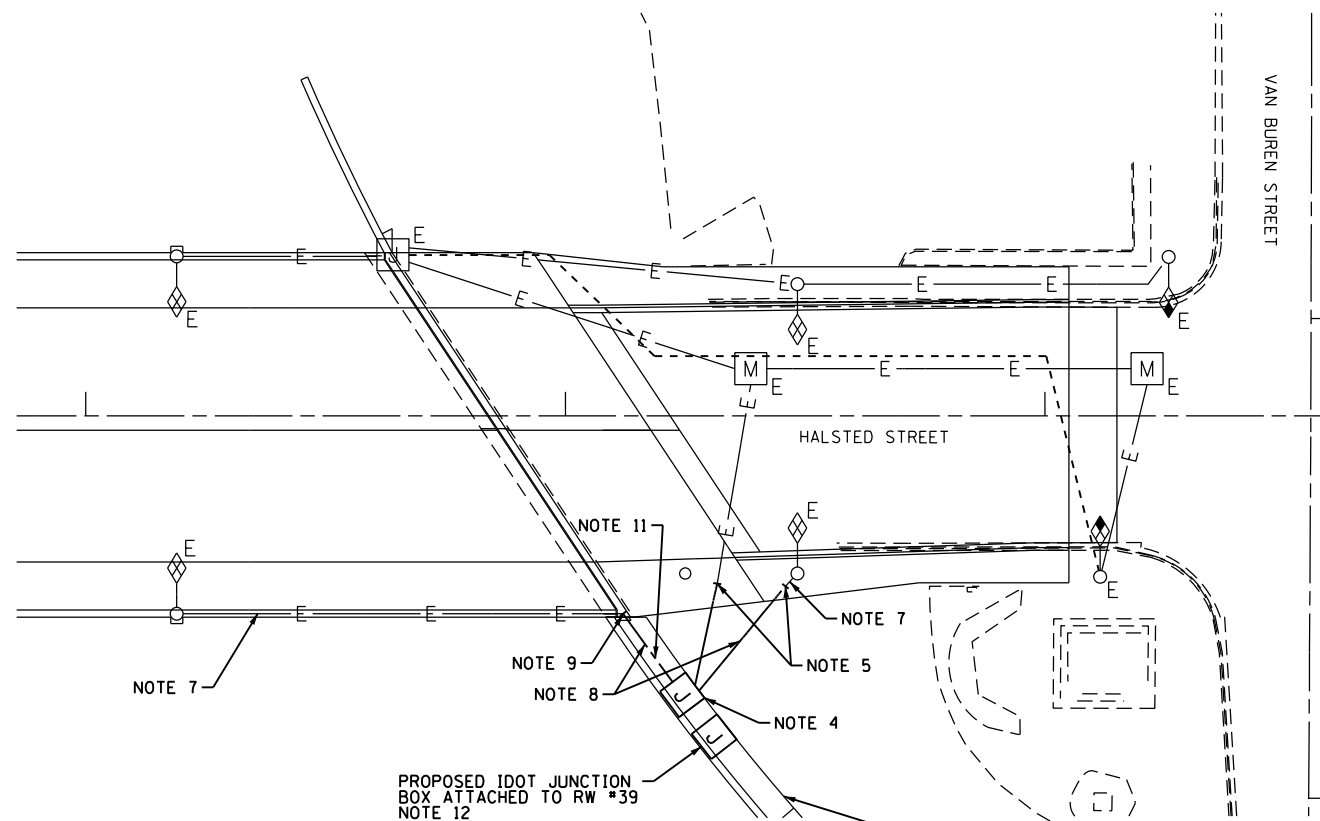 VAN BUREN STREET
E
J
E
E
E
E
E
E
E
E
E
E
E
M
E
E
E
M
E
E
HALSTED STREET
E
E
NOTE 11
E
E
E
E
E
E
E
NOTE 7
NOTE 9
NOTE 5
NOTE 7
NOTE 8
J
NOTE 4
J
PROPOSED IDOT JUNCTION
BOX ATTACHED TO RW #39
NOTE 12